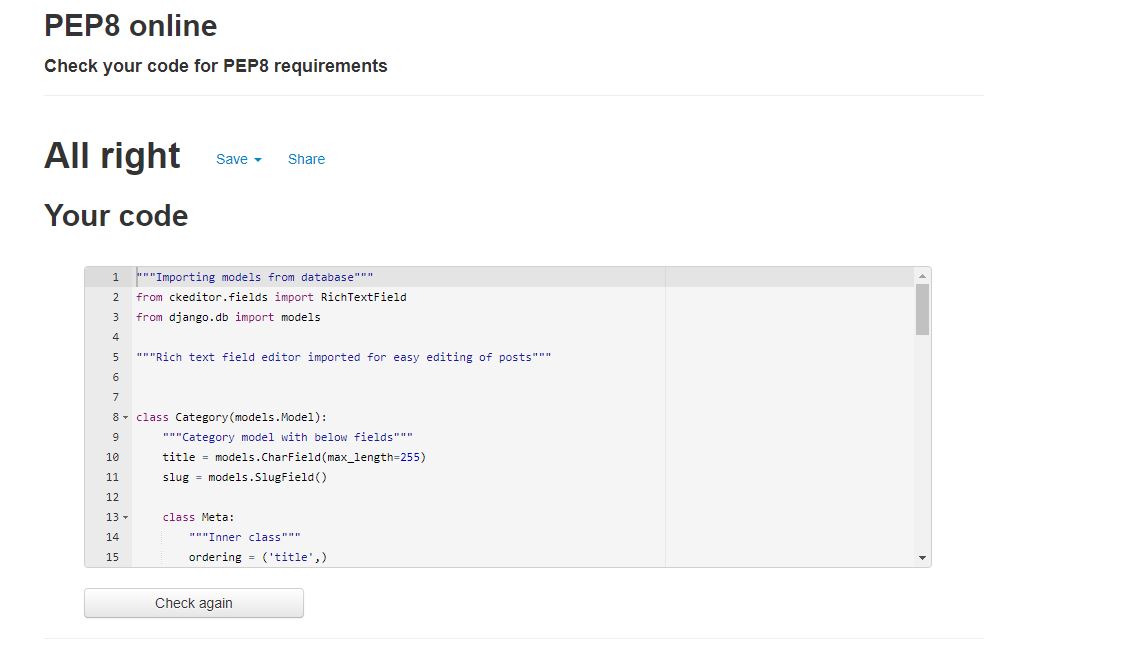 PEP8 online
Check your code for PEP8 requirements
All right Save Share
Your code
1 """Importing models from database"""
2 from ckeditor.fields import RichTextField
3 from django.db import models
4
5 """Rich text field editor imported for easy editing of posts"""
6
7
8 class Category(models.Model):
9     """Category model with below fields"""
10     title = models.CharField(max_length=255)
11     slug = models.SlugField()
12
13     class Meta:
14         """Inner class"""
15         ordering = ('title',)
Check again